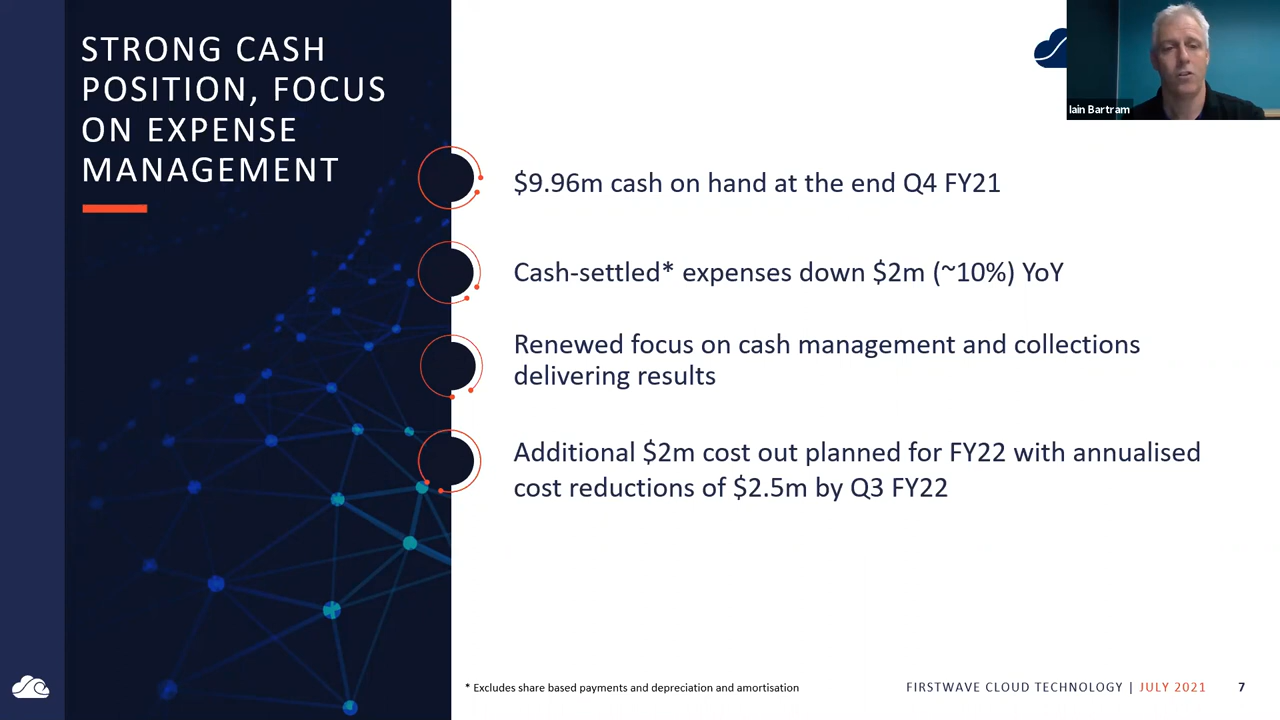 STRONG CASH
POSITION, FOCUS
ON EXPENSE
MANAGEMENT
Iain Bartram
$9.96m cash on hand at the end Q4 FY21
Cash-settled* expenses down $2m (~10%) YoY
Renewed focus on cash management and collections
delivering results
Additional $2m cost out planned for FY22 with annualised
cost reductions of $2.5m by Q3 FY22
* Excludes share based payments and depreciation and amortisation
FIRSTWAVE CLOUD TECHNOLOGY | JULY 2021 7